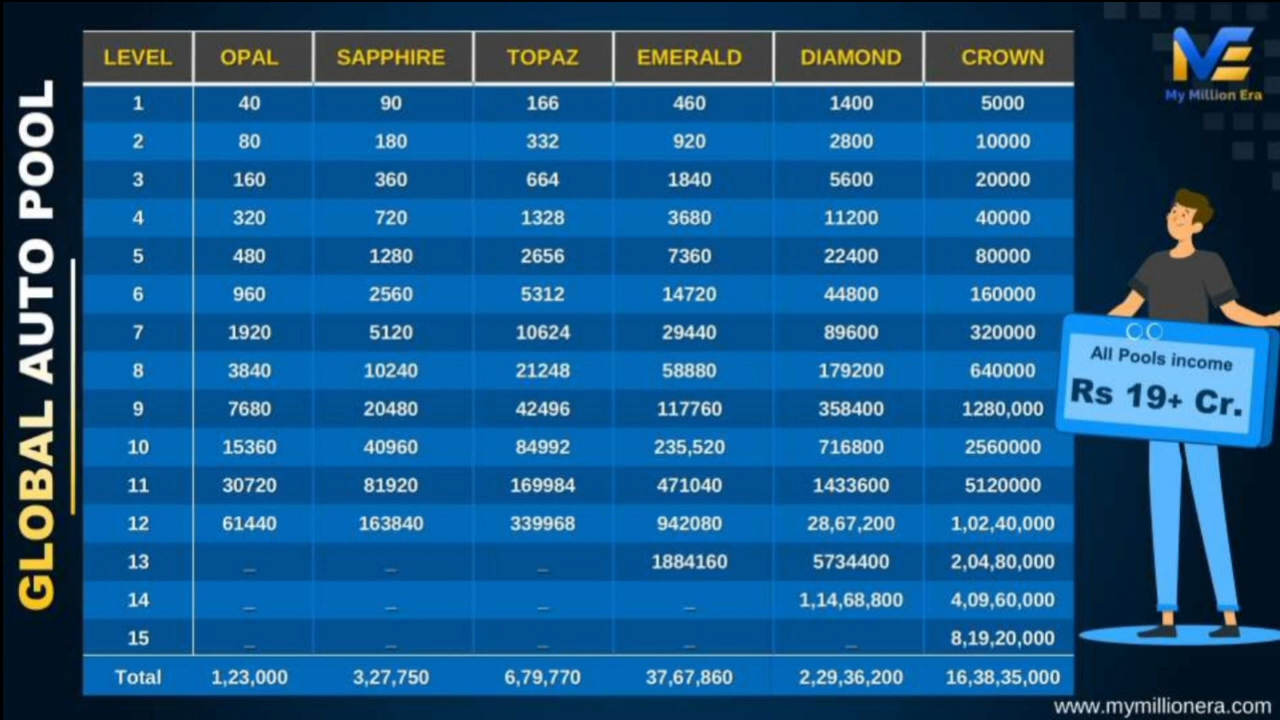 GLOBAL AUTO POOL
LEVEL OPAL SAPPHIRE TOPAZ EMERALD DIAMOND CROWN
1 40 90 166 460 1400 5000
2 80 180 332 920 2800 10000
3 160 360 664 1840 5600 20000
4 320 720 1328 3680 11200 40000
5 480 1280 2656 7360 22400 80000
6 960 2560 5312 14720 44800 160000
7 1920 5120 10624 29440 89600 320000
8 3840 10240 21248 58880 179200 640000
9 7680 20480 42496 117760 358400 1280,000
10 15360 40960 84992 235,520 716800 2560000
11 30720 81920 169984 471040 1433600 5120000
12 61440 163840 339968 942080 28,67,200 1,02,40,000
13 _ _ _ 1884160 5734400 2,04,80,000
14 _ _ _ _ 1,14,68,800 4,09,60,000
15 _ _ _ _ _ 8,19,20,000
Total 1,23,000 3,27,750 6,79,770 37,67,860 2,29,36,200 16,38,35,000
ME
My Million Era
All Pools income
Rs 19+ Cr.
www.mymillionera.com